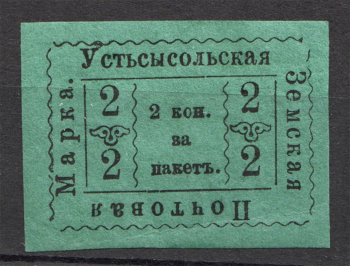 Устьсысольская
Земская
Почтовая
Марка.
2
2
2 коп.
за
пакетъ.
2
2